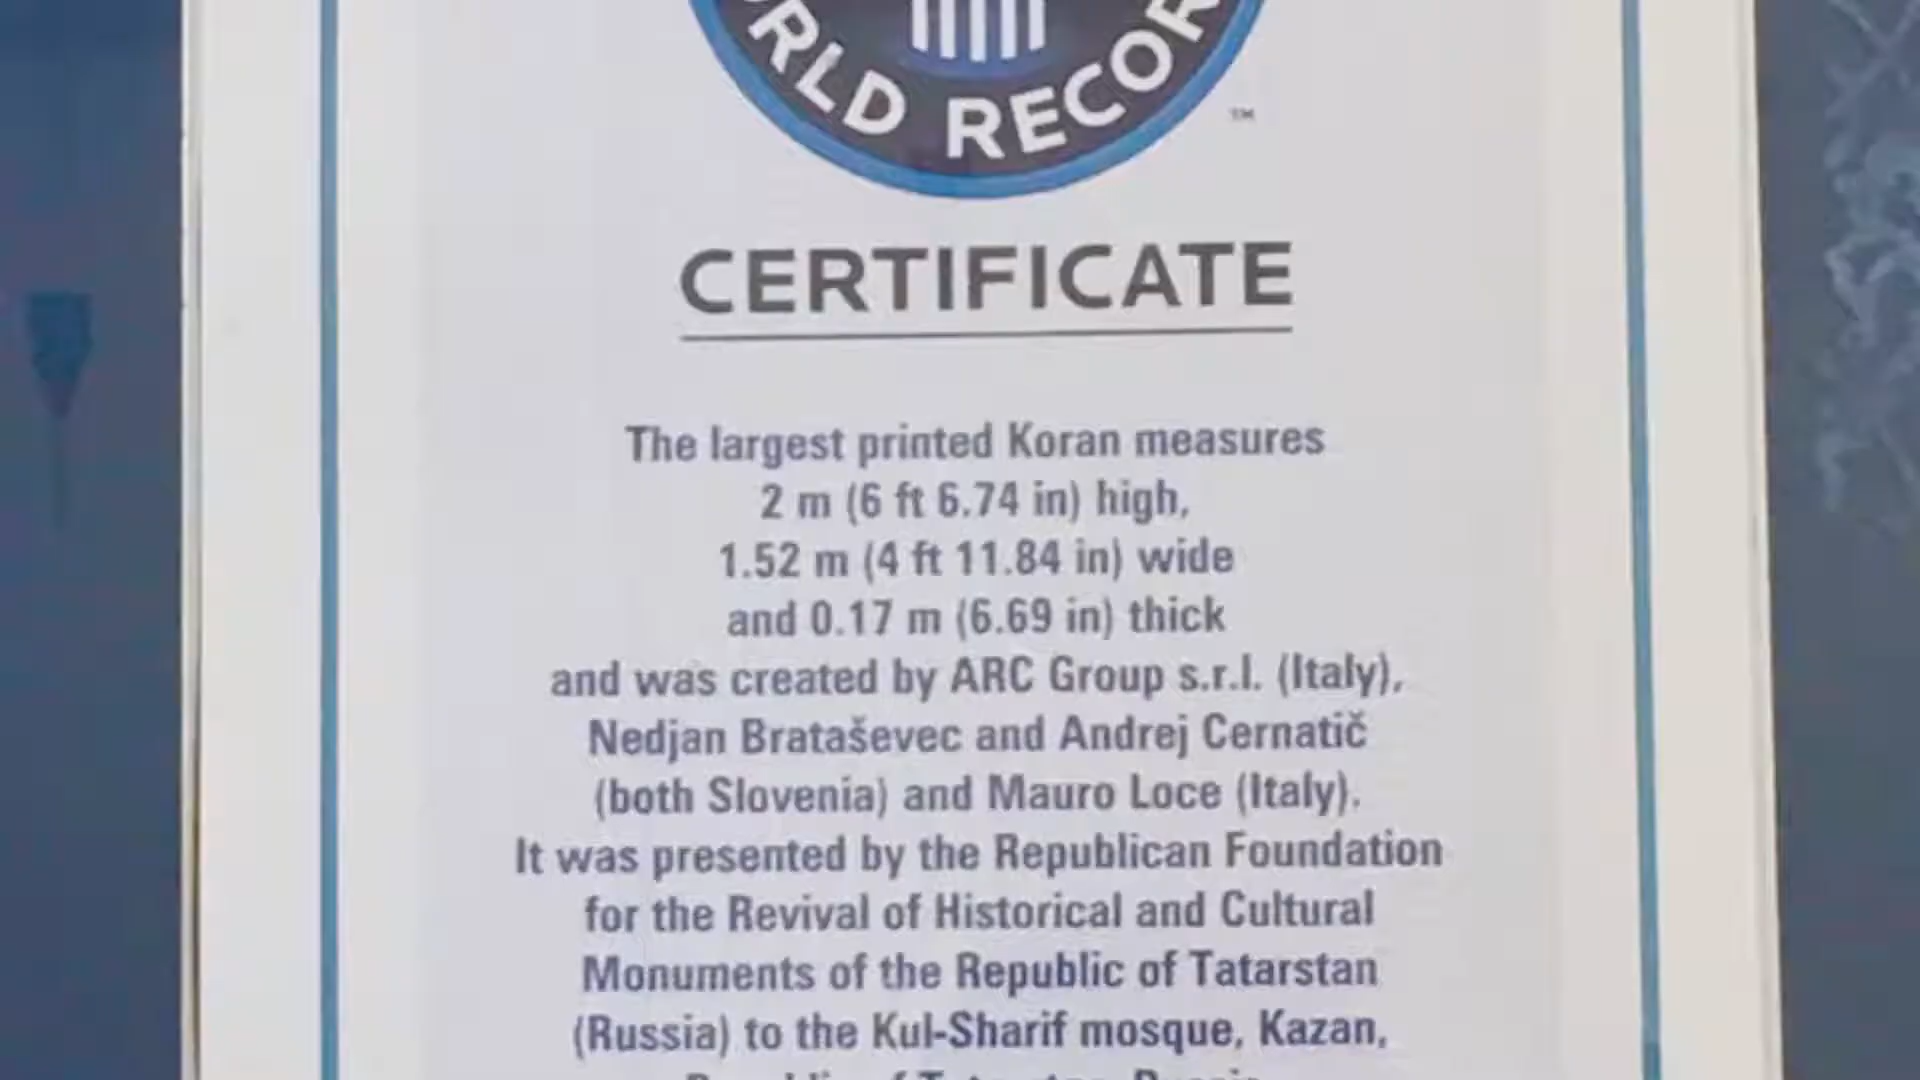 WORLD RECOR
™
CERTIFICATE
The largest printed Koran measures
2 m (6 ft 6.74 in) high,
1.52 m (4 ft 11.84 in) wide
and 0.17 m (6.69 in) thick
and was created by ARC Group s.r.l. (Italy),
Nedjan Brataševec and Andrej Cernatič
(both Slovenia) and Mauro Loce (Italy).
It was presented by the Republican Foundation
for the Revival of Historical and Cultural
Monuments of the Republic of Tatarstan
(Russia) to the Kul-Sharif mosque, Kazan,